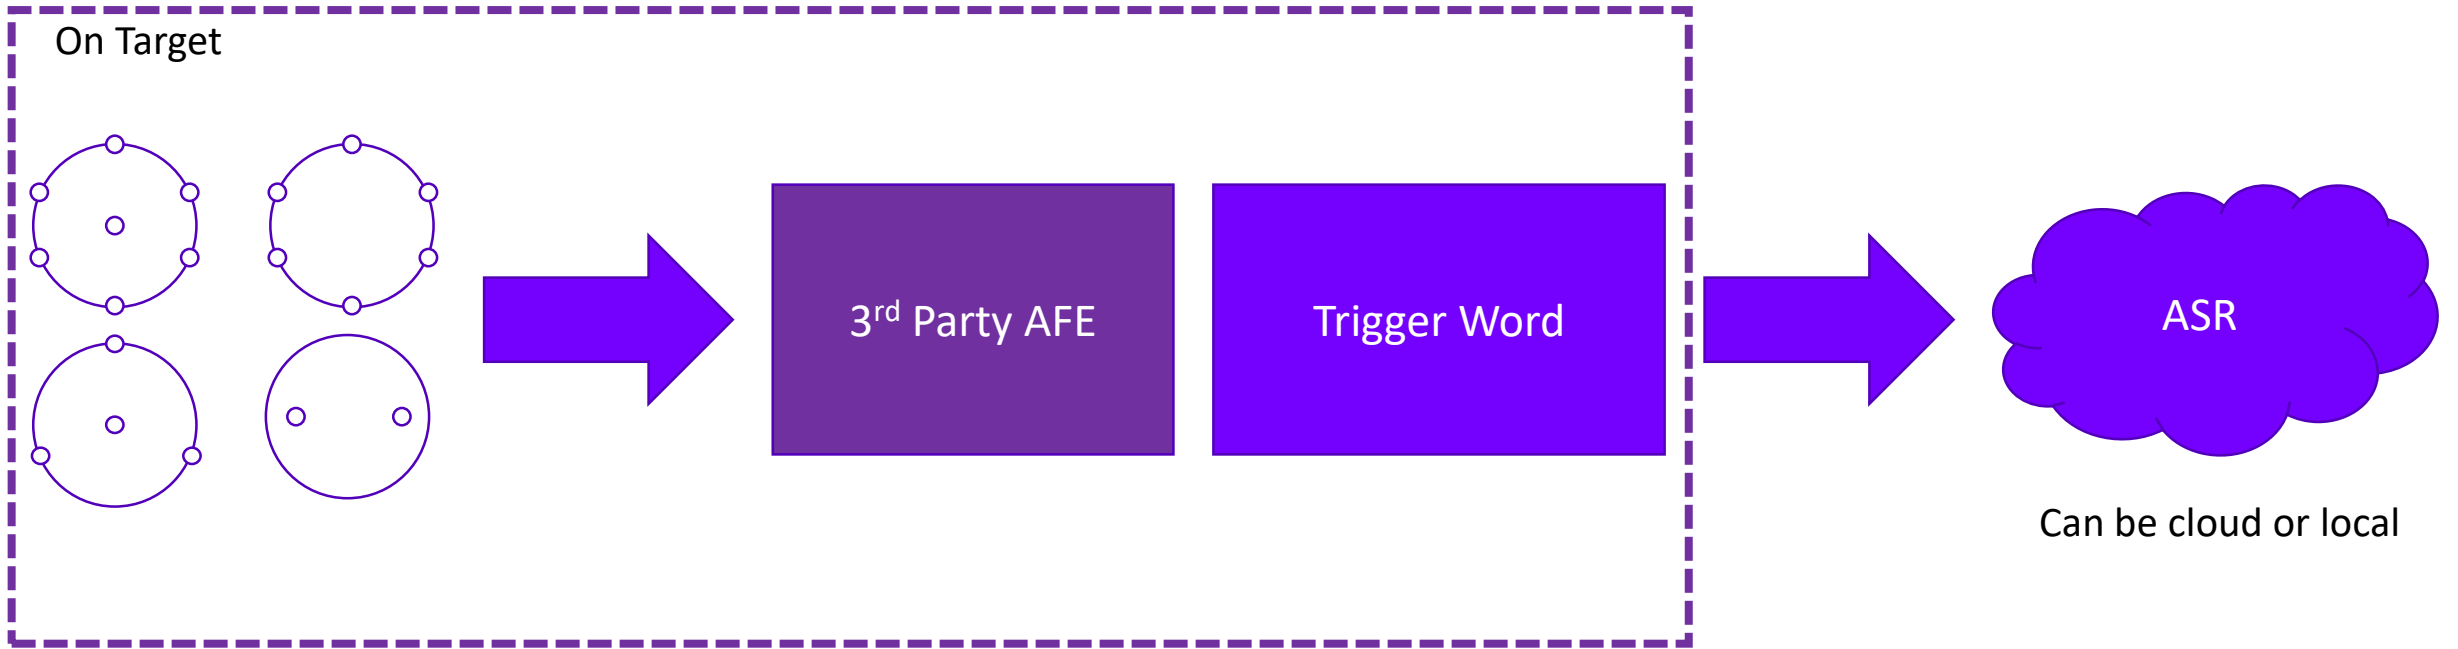 On Target
3rd Party AFE
Trigger Word
ASR
Can be cloud or local